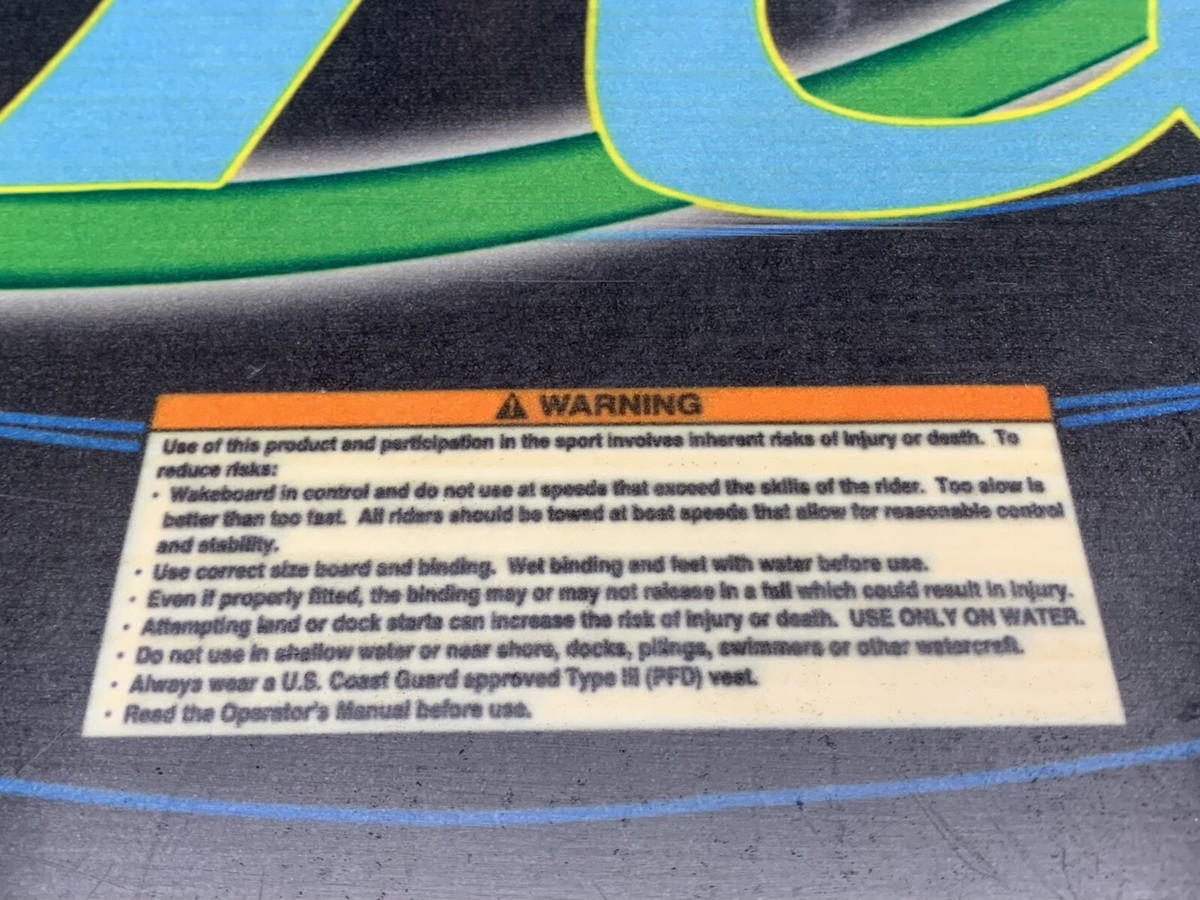 WARNING
Use of this product and participation in the sport involves inherent risks of injury or death. To
reduce risks:
• Wakeboard in control and do not use at speeds that exceed the skills of the rider. Too slow is
better than too fast. All riders should be towed at boat speeds that allow for reasonable control
and stability.
• Use correct size board and binding. Wet binding and feet with water before use.
• Even if properly fitted, the binding may or may not release in a fall which could result in injury.
• Attempting land or dock starts can increase the risk of injury or death. USE ONLY ON WATER.
• Do not use in shallow water or near shore, docks, pilings, swimmers or other watercraft.
• Always wear a U.S. Coast Guard approved Type III (PFD) vest.
• Read the Operator's Manual before use.